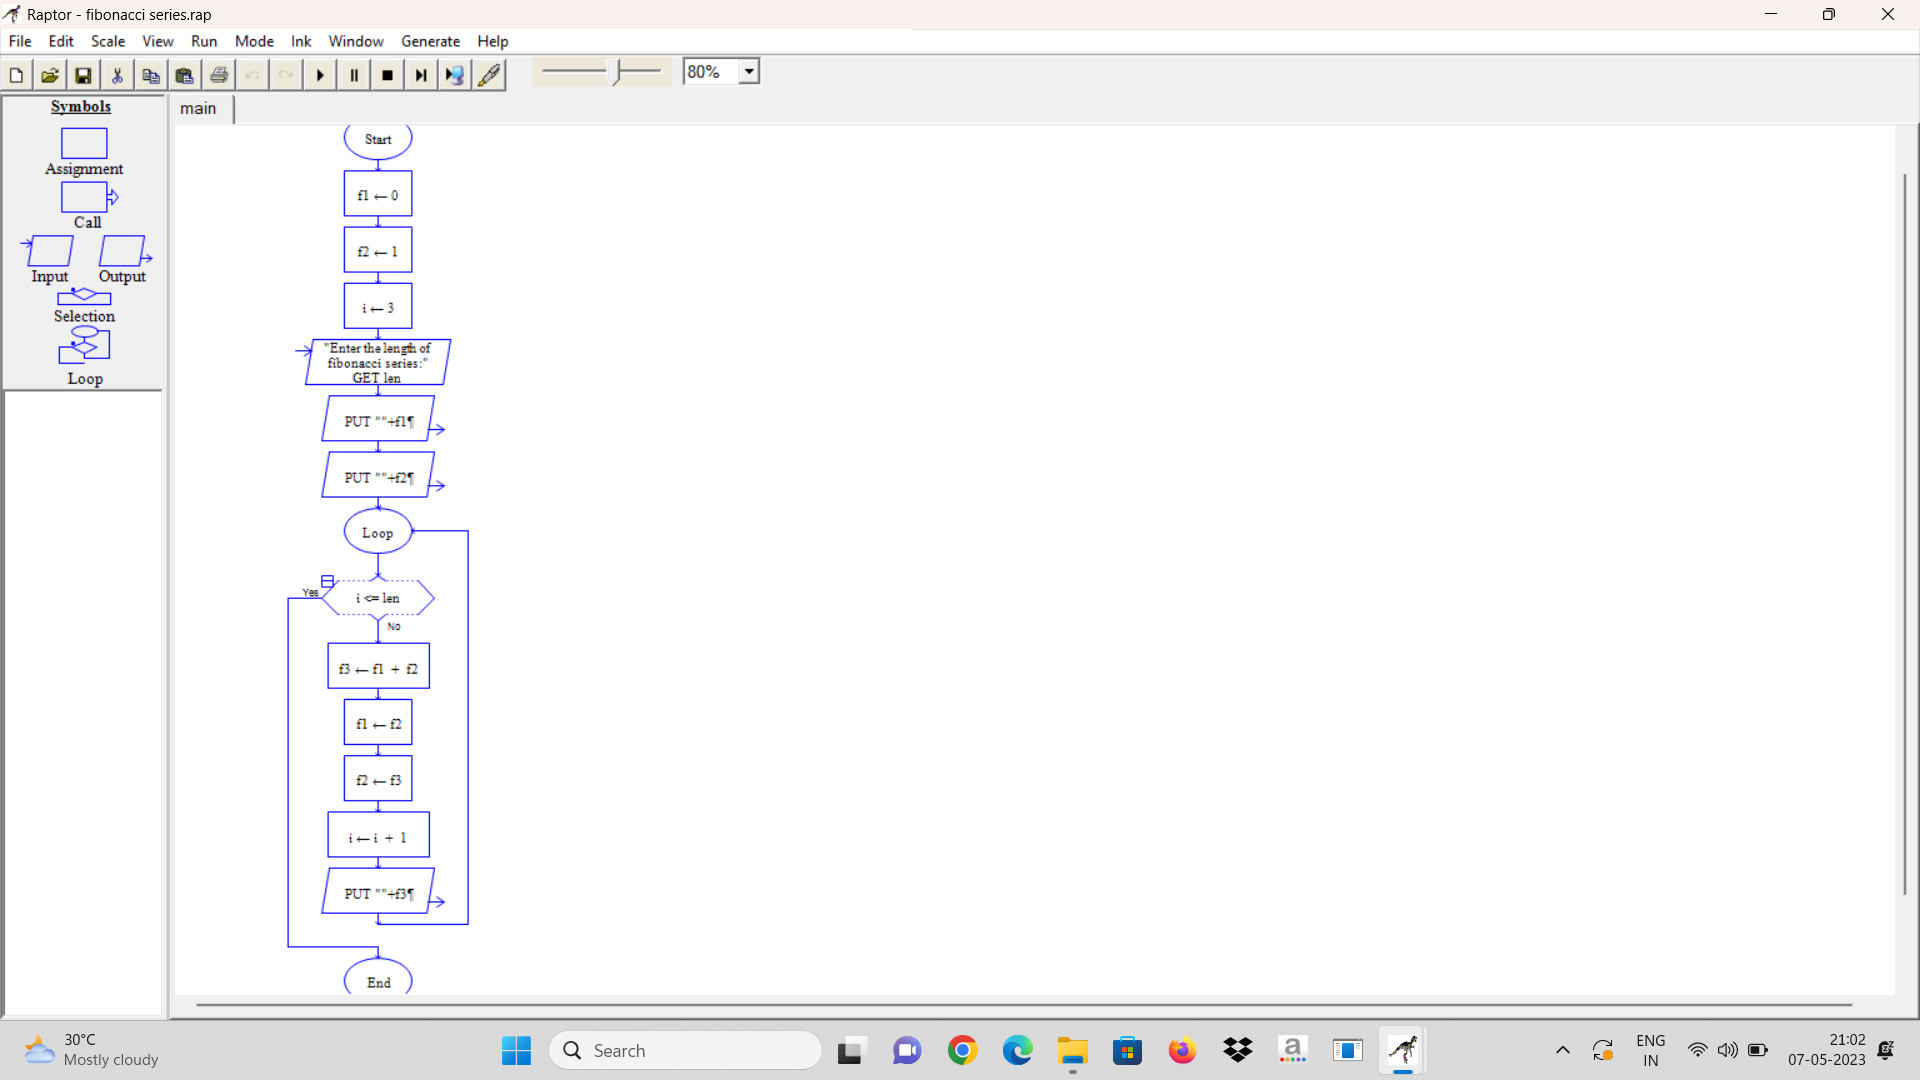 Raptor - fibonacci series.rap
File Edit Scale View Run Mode Ink Window Generate Help
80%
Symbols
Assignment
Call
Input Output
Selection
Loop
main
Start
f1 ← 0
f2 ← 1
i ← 3
"Enter the length of
fibonacci series:"
GET len
PUT ""+f1¶
PUT ""+f2¶
Loop
Yes
i <= len
No
f3 ← f1 + f2
f1 ← f2
f2 ← f3
i ← i + 1
PUT ""+f3¶
End
30°C
Mostly cloudy
Search
a
ENG
IN
21:02
07-05-2023